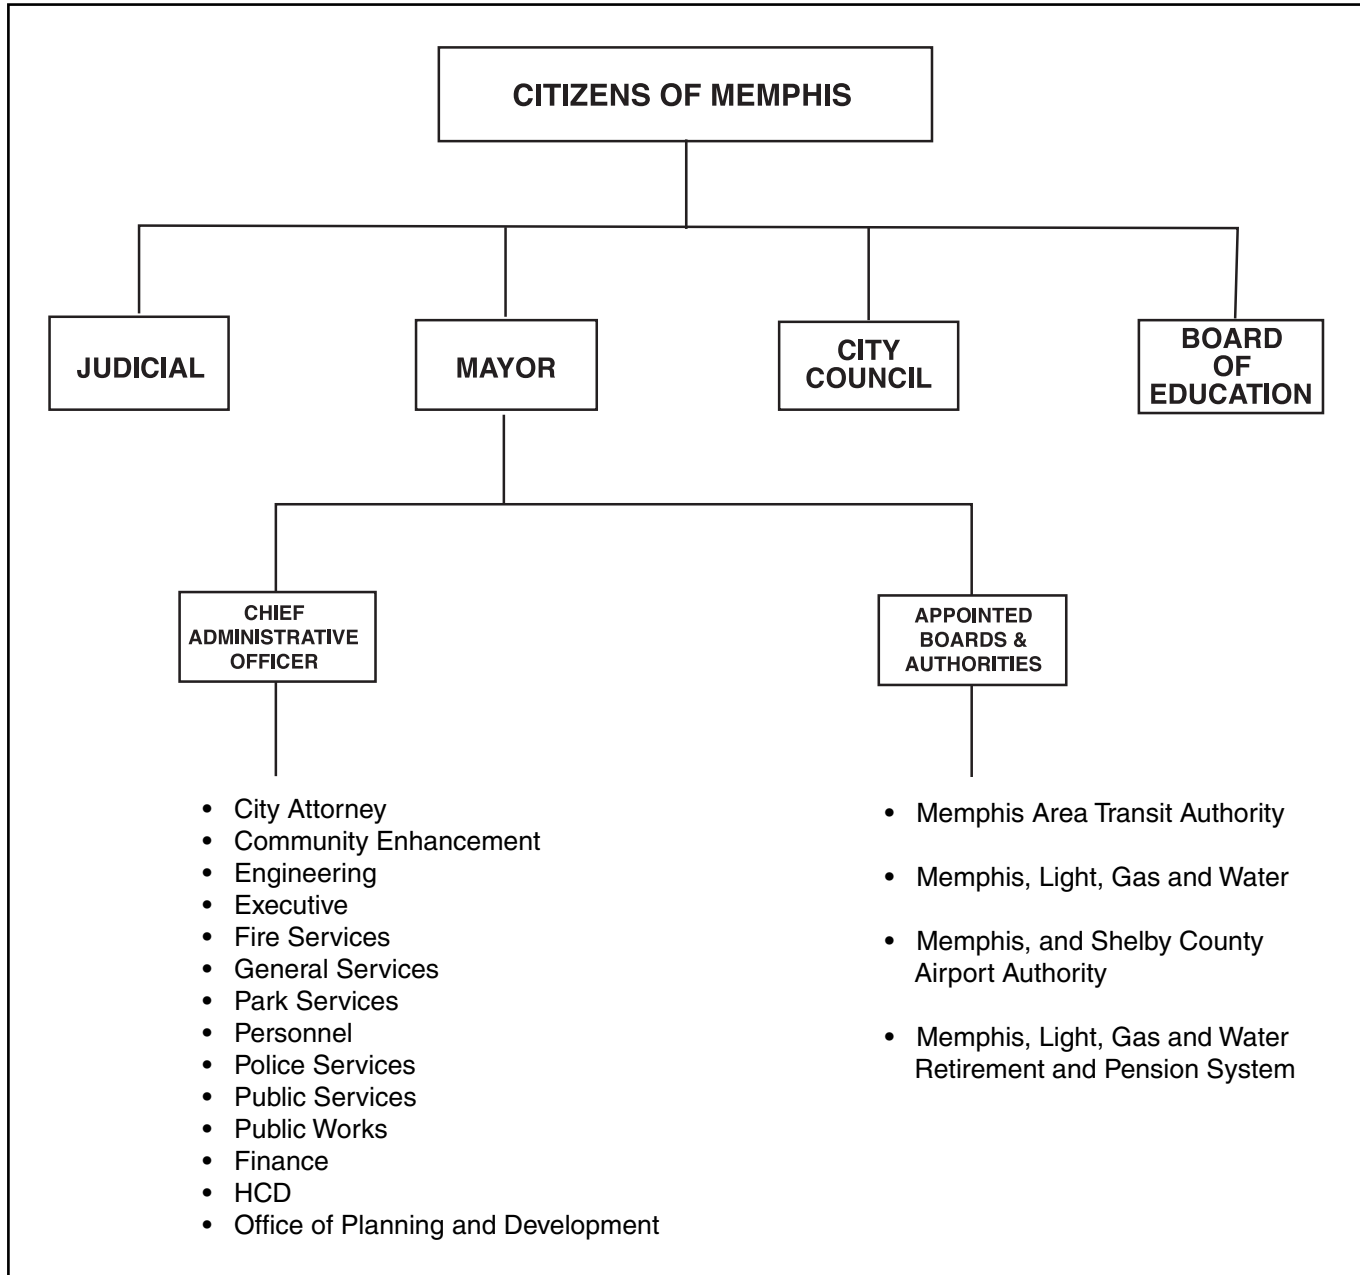 CITIZENS OF MEMPHIS
JUDICIAL
MAYOR
CITY
COUNCIL
BOARD
OF
EDUCATION
CHIEF
ADMINISTRATIVE
OFFICER
APPOINTED
BOARDS &
AUTHORITIES
• City Attorney
• Community Enhancement
• Engineering
• Executive
• Fire Services
• General Services
• Park Services
• Personnel
• Police Services
• Public Services
• Public Works
• Finance
• HCD
• Office of Planning and Development
• Memphis Area Transit Authority
• Memphis, Light, Gas and Water
• Memphis, and Shelby County
Airport Authority
• Memphis, Light, Gas and Water
Retirement and Pension System